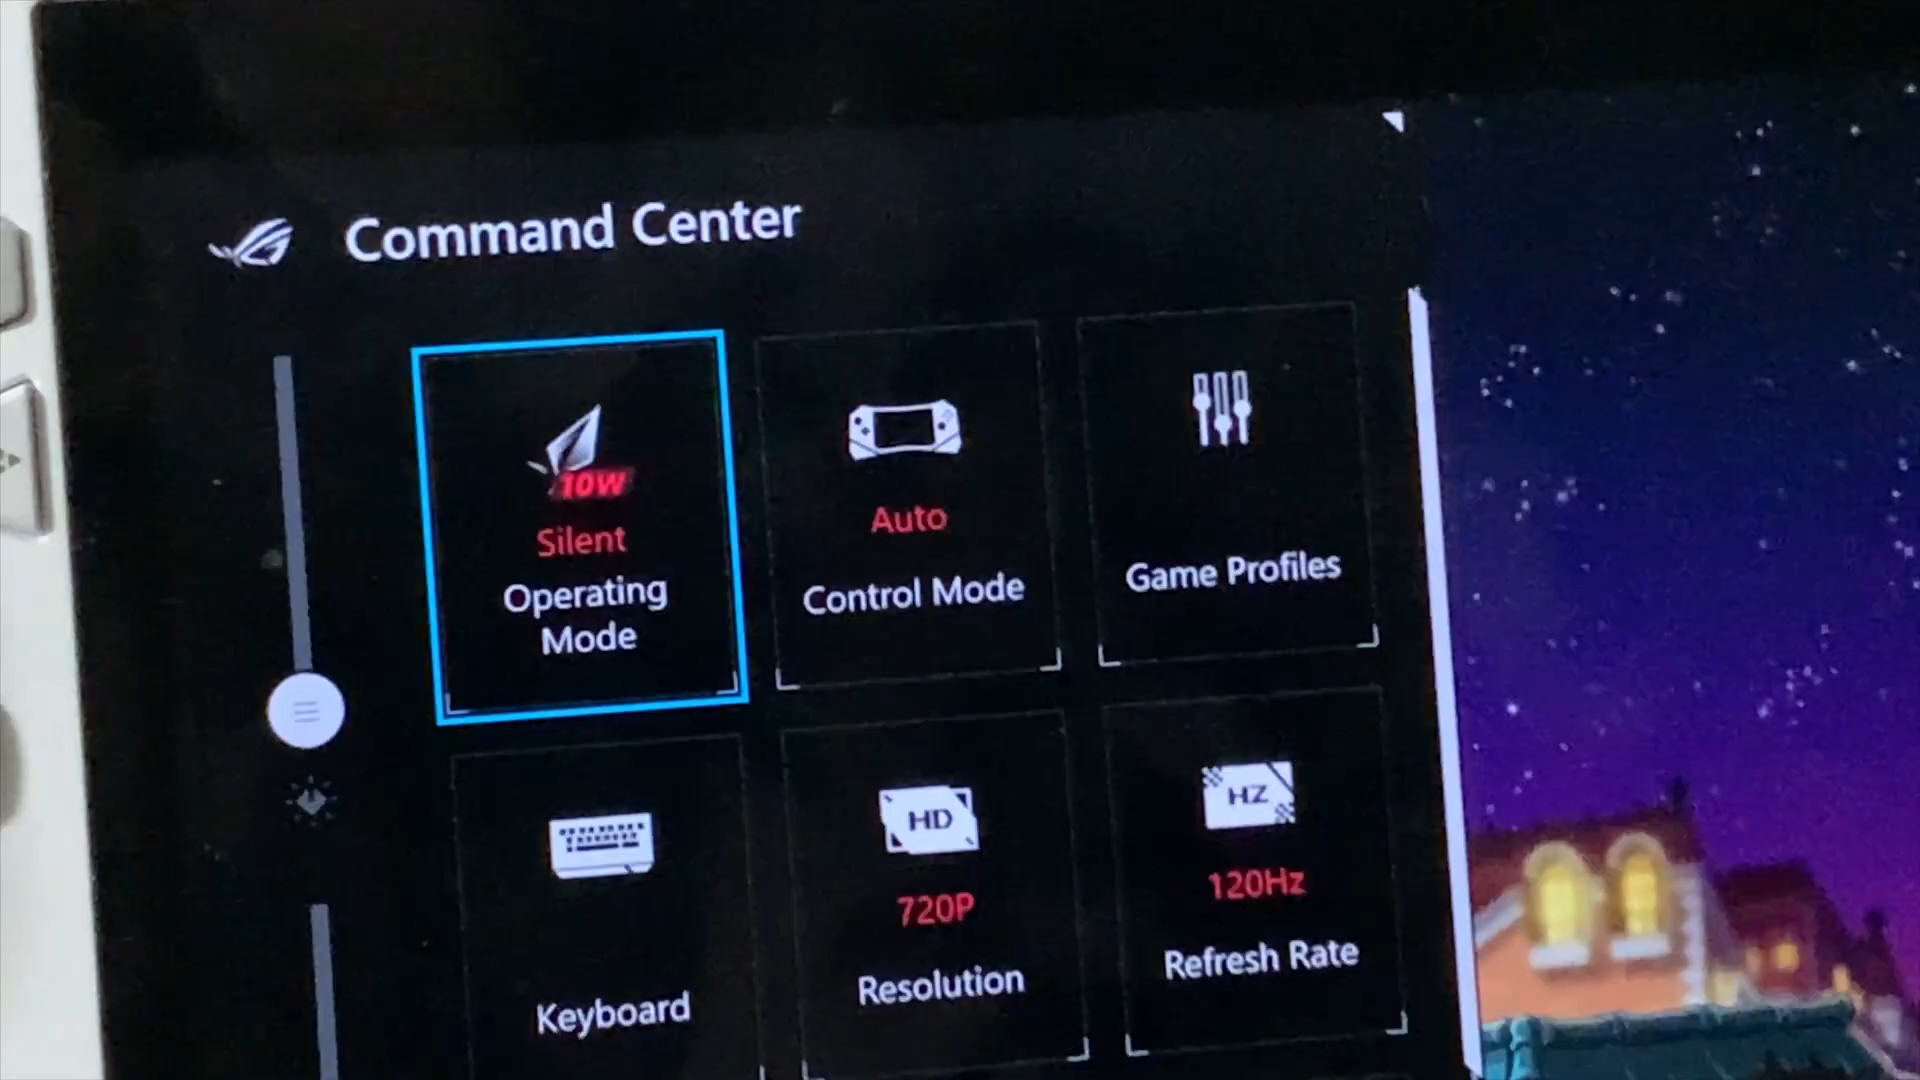 Command Center
10W
Silent
Operating
Mode
Auto
Control Mode
Game Profiles
Keyboard
HD
720P
Resolution
HZ
120Hz
Refresh Rate